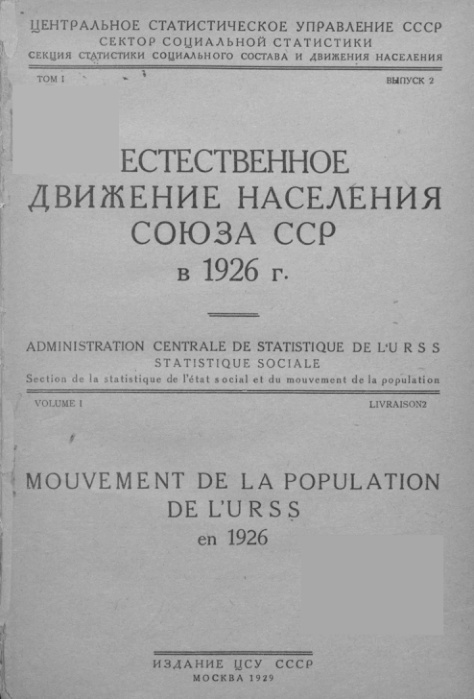 ЦЕНТРАЛЬНОЕ СТАТИСТИЧЕСКОЕ УПРАВЛЕНИЕ СССР
СЕКТОР СОЦИАЛЬНОЙ СТАТИСТИКИ
СЕКЦИЯ СТАТИСТИКИ СОЦИАЛЬНОГО СОСТАВА И ДВИЖЕНИЯ НАСЕЛЕНИЯ
ТОМ I ВЫПУСК 2
ЕСТЕСТВЕННОЕ
ДВИЖЕНИЕ НАСЕЛЕНИЯ
СОЮЗА ССР
в 1926 г.
ADMINISTRATION CENTRALE DE STATISTIQUE DE L'URSS
STATISTIQUE SOCIALE
Section de la statistique de l'état social et du mouvement de la population
VOLUME I LIVRAISON2
MOUVEMENT DE LA POPULATION
DE L'URSS
en 1926
ИЗДАНИЕ ЦСУ СССР
МОСКВА 1929